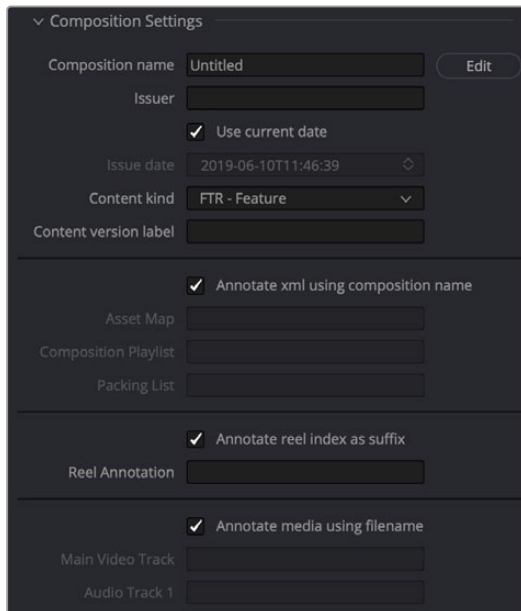 Composition Settings
Composition name Untitled Edit
Issuer
Use current date
Issue date 2019-06-10T11:46:39
Content kind FTR - Feature
Content version label
Annotate xml using composition name
Asset Map
Composition Playlist
Packing List
Annotate reel index as suffix
Reel Annotation
Annotate media using filename
Main Video Track
Audio Track 1